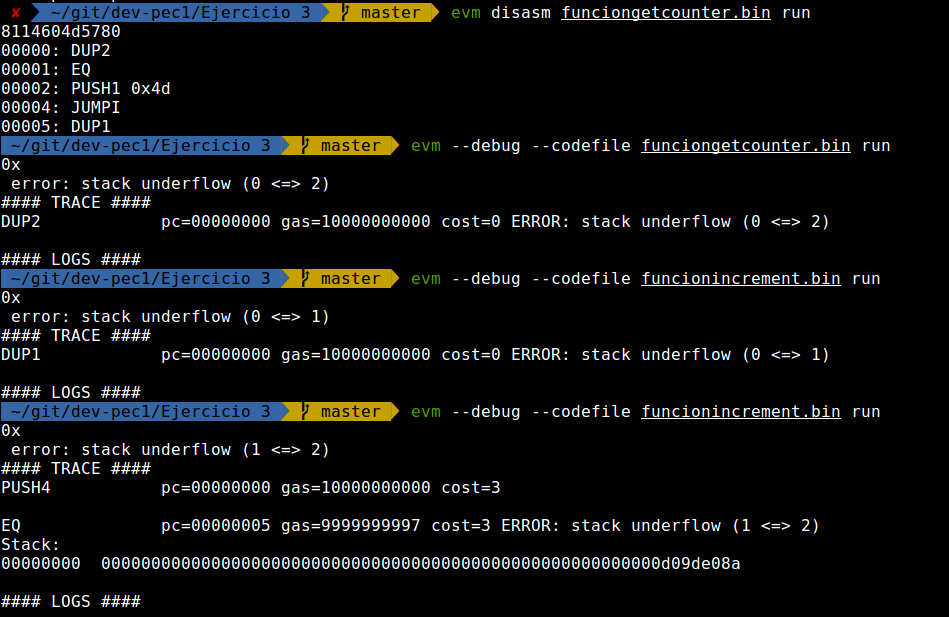 ✘ ~/git/dev-pec1/Ejercicio 3 master evm disasm funciongetcounter.bin run
8114604d5780
00000: DUP2
00001: EQ
00002: PUSH1 0x4d
00004: JUMPI
00005: DUP1
~/git/dev-pec1/Ejercicio 3 master evm --debug --codefile funciongetcounter.bin run
0x
error: stack underflow (0 <=> 2)
#### TRACE ####
DUP2 pc=00000000 gas=10000000000 cost=0 ERROR: stack underflow (0 <=> 2)
#### LOGS ####
~/git/dev-pec1/Ejercicio 3 master evm --debug --codefile funcionincrement.bin run
0x
error: stack underflow (0 <=> 1)
#### TRACE ####
DUP1 pc=00000000 gas=10000000000 cost=0 ERROR: stack underflow (0 <=> 1)
#### LOGS ####
~/git/dev-pec1/Ejercicio 3 master evm --debug --codefile funcionincrement.bin run
0x
error: stack underflow (1 <=> 2)
#### TRACE ####
PUSH4 pc=00000000 gas=10000000000 cost=3
EQ pc=00000005 gas=9999999997 cost=3 ERROR: stack underflow (1 <=> 2)
Stack:
00000000 00000000000000000000000000000000000000000000000000000000d09de08a
#### LOGS ####